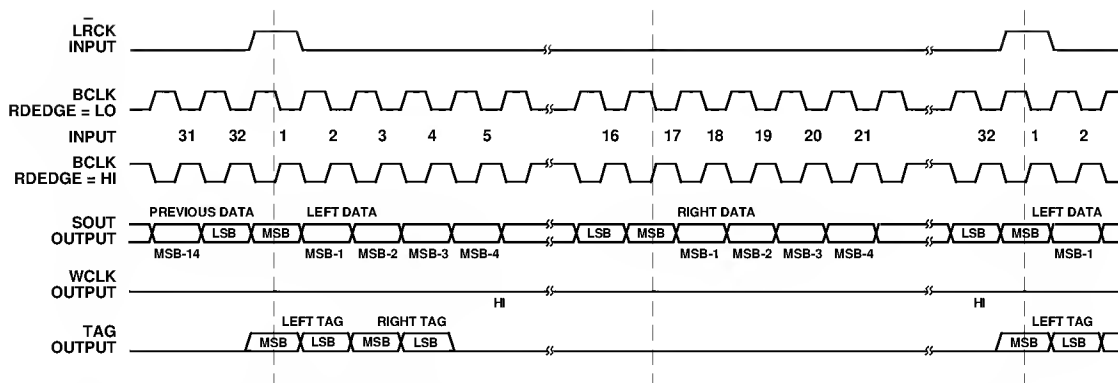 LRCK
INPUT
BCLK
RDEDGE = LO
INPUT 31 32 1 2 3 4 5 16 17 18 19 20 21 32 1 2
BCLK
RDEDGE = HI
PREVIOUS DATA LEFT DATA RIGHT DATA LEFT DATA
SOUT
OUTPUT
LSB MSB LSB MSB LSB MSB
MSB-14 MSB-1 MSB-2 MSB-3 MSB-4 MSB-1 MSB-2 MSB-3 MSB-4 MSB-1
WCLK
OUTPUT
HI HI
LEFT TAG RIGHT TAG LEFT TAG
TAG
OUTPUT
MSB LSB MSB LSB MSB LSB